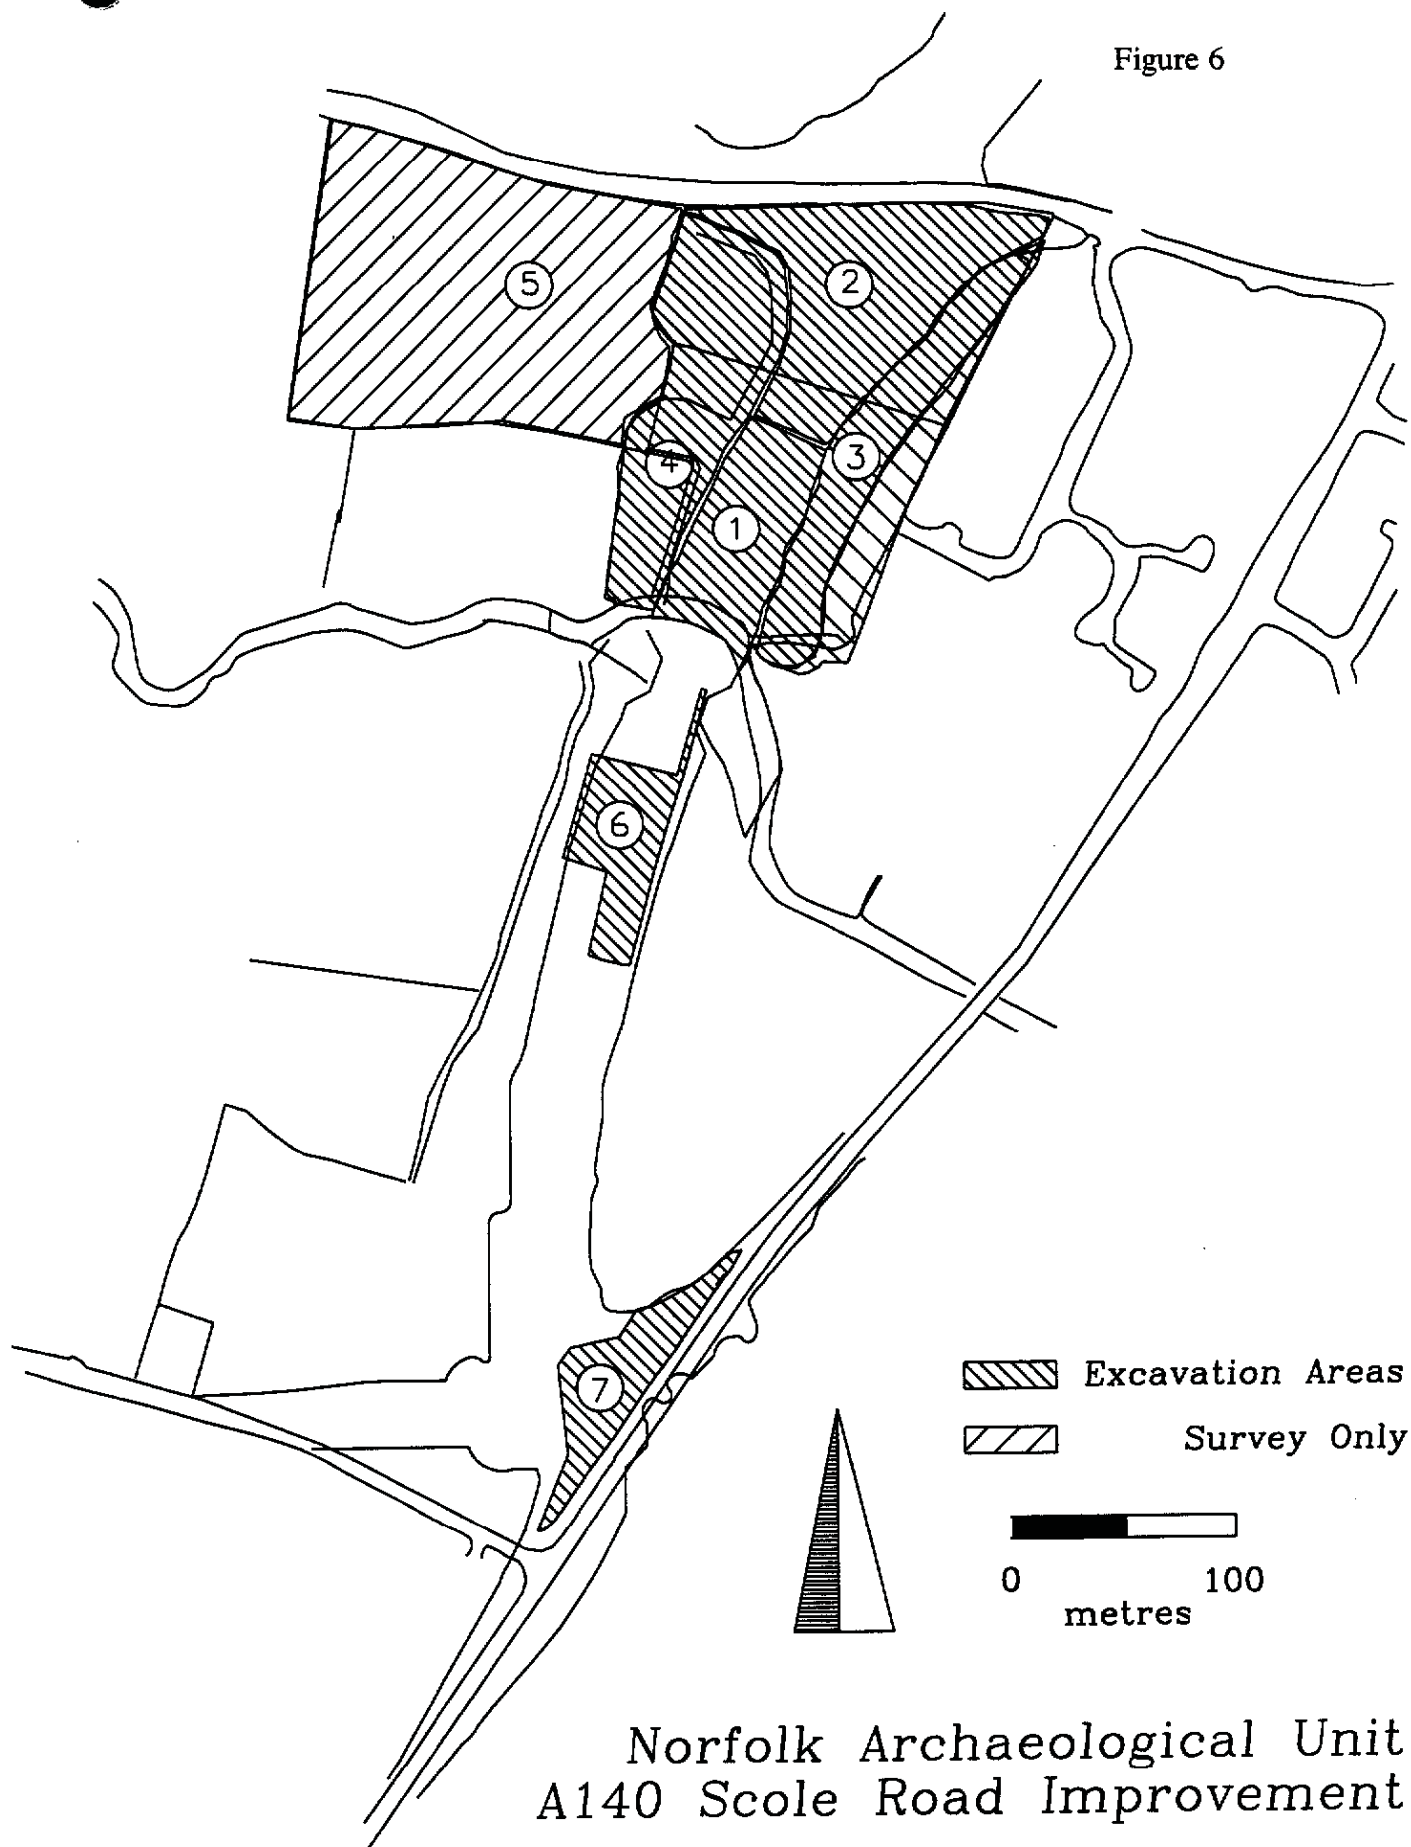 Figure 6
5
2
4
3
1
6
7
Excavation Areas
Survey Only
0 100
metres
Norfolk Archaeological Unit
A140 Scole Road Improvement